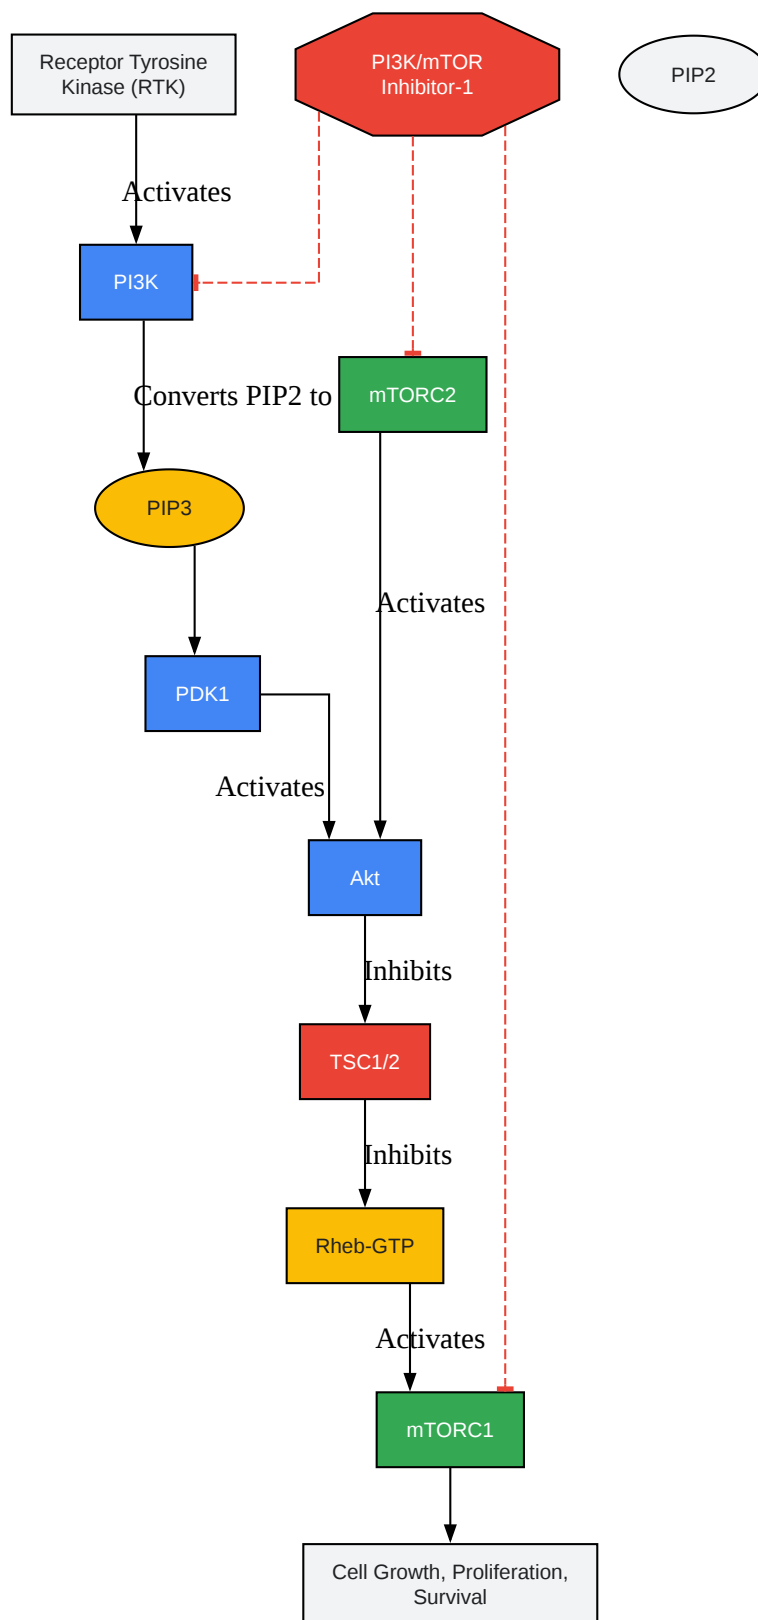 Receptor Tyrosine
Kinase (RTK)
PI3K/mTOR
Inhibitor-1
PIP2
Activates
PI3K
Converts PIP2 to
mTORC2
PIP3
Activates
PDK1
Activates
Akt
Inhibits
TSC1/2
Inhibits
Rheb-GTP
Activates
mTORC1
Cell Growth, Proliferation,
Survival